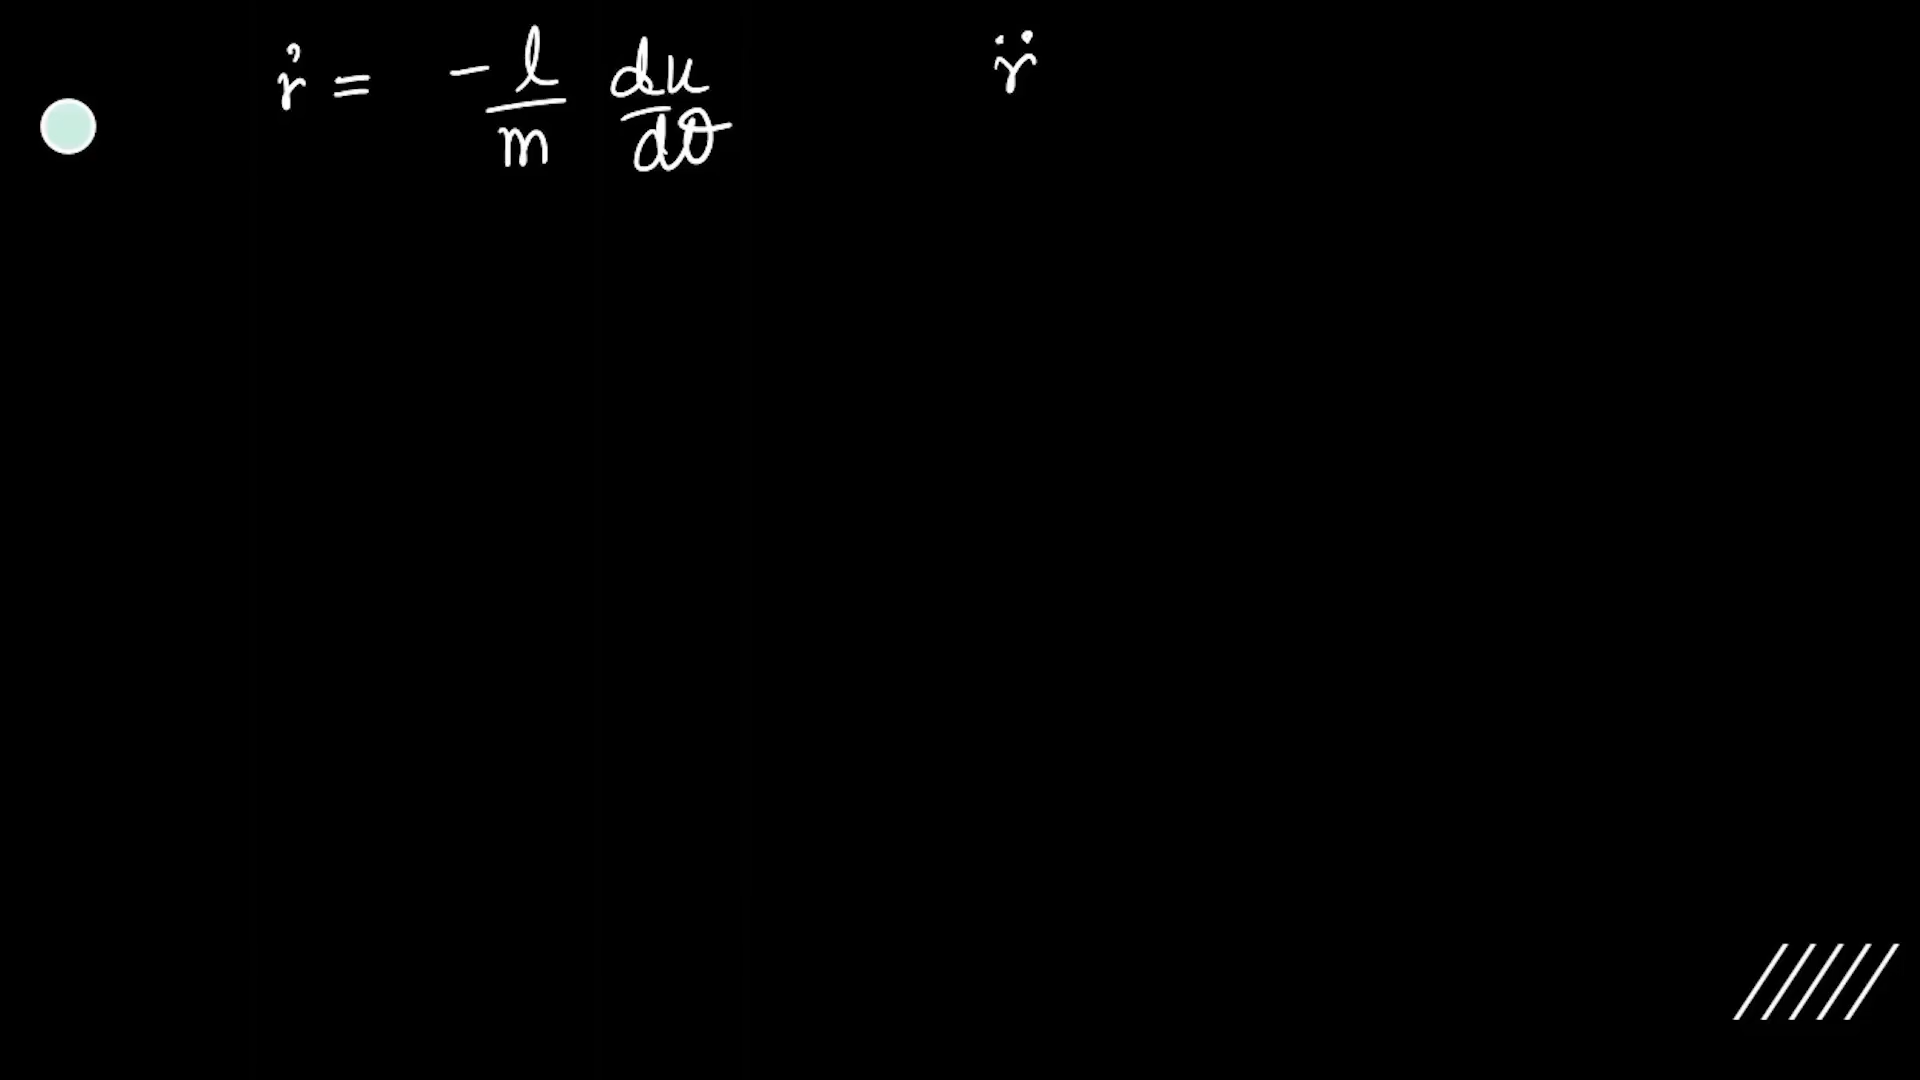 ṙ = -l/m du/dθ    r̈